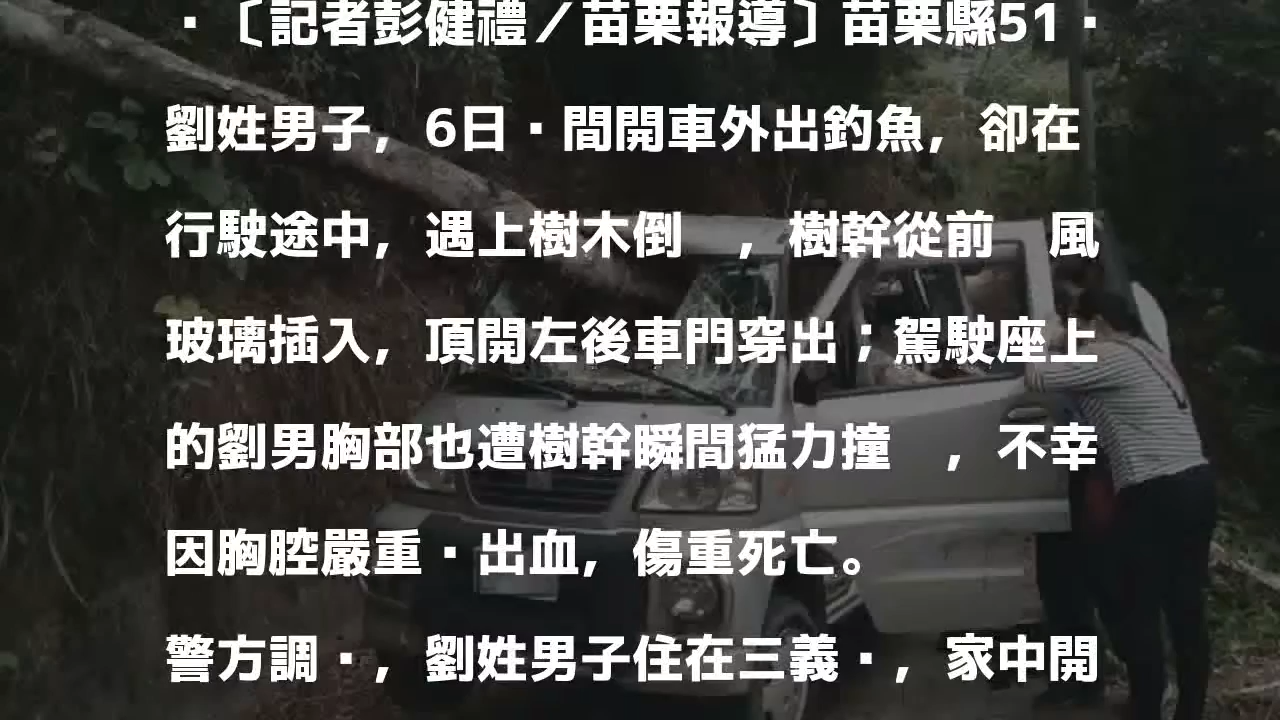 ▪〔記者彭健禮／苗栗報導〕苗栗縣51▪
劉姓男子，6日▪間開車外出釣魚，卻在
行駛途中，遇上樹木倒　，樹幹從前　風
玻璃插入，頂開左後車門穿出；駕駛座上
的劉男胸部也遭樹幹瞬間猛力撞　，不幸
因胸腔嚴重▪出血，傷重死亡。
警方調▪，劉姓男子住在三義▪，家中開